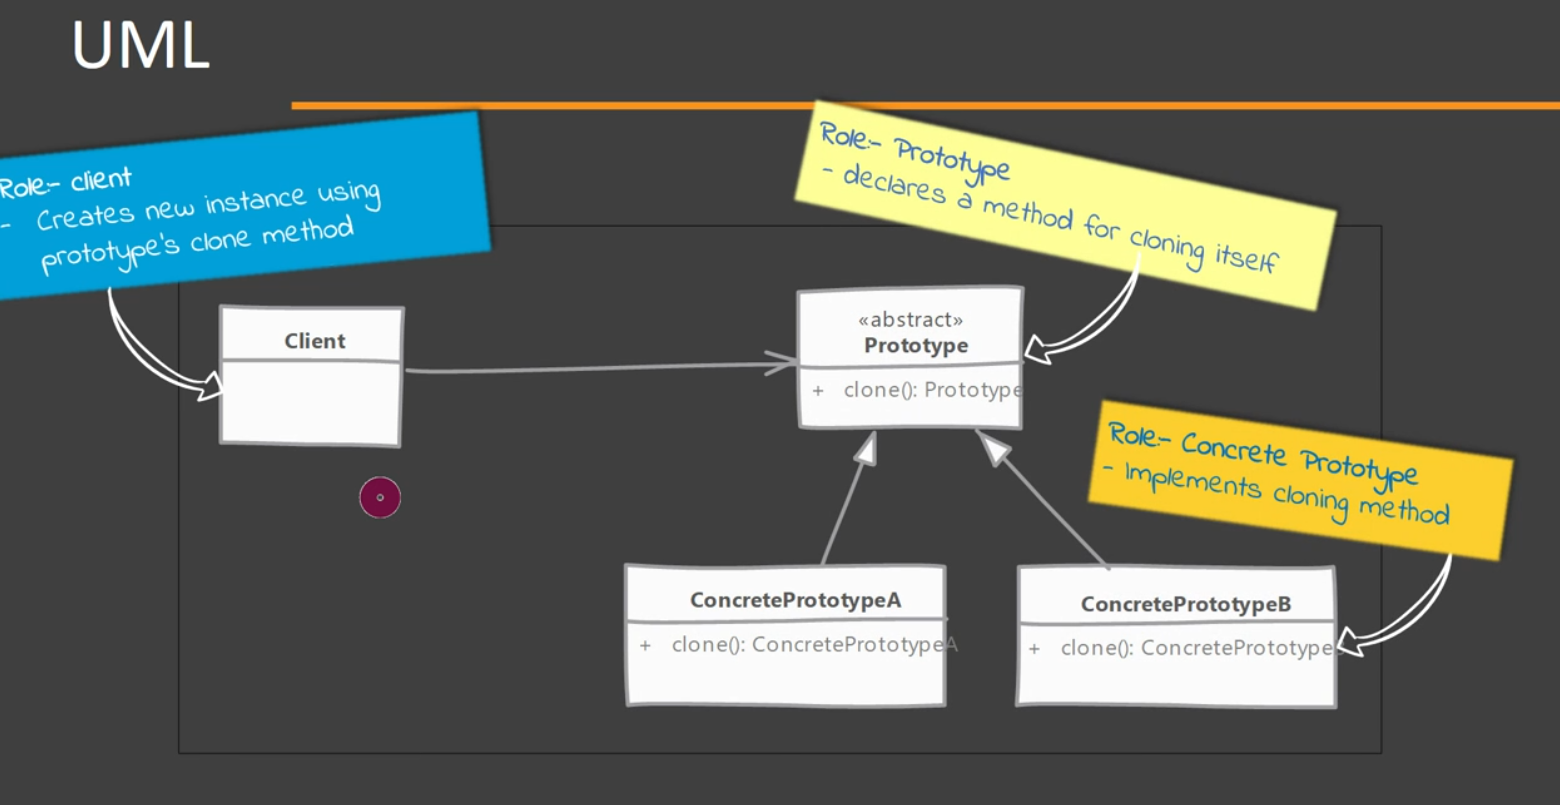 UML
Role:- client
- Creates new instance using
prototype's clone method
Role:- Prototype
- declares a method for cloning itself
Client
«abstract»
Prototype
+ clone(): Prototype
Role:- Concrete Prototype
- Implements cloning method
ConcretePrototypeA
+ clone(): ConcretePrototypeA
ConcretePrototypeB
+ clone(): ConcretePrototype